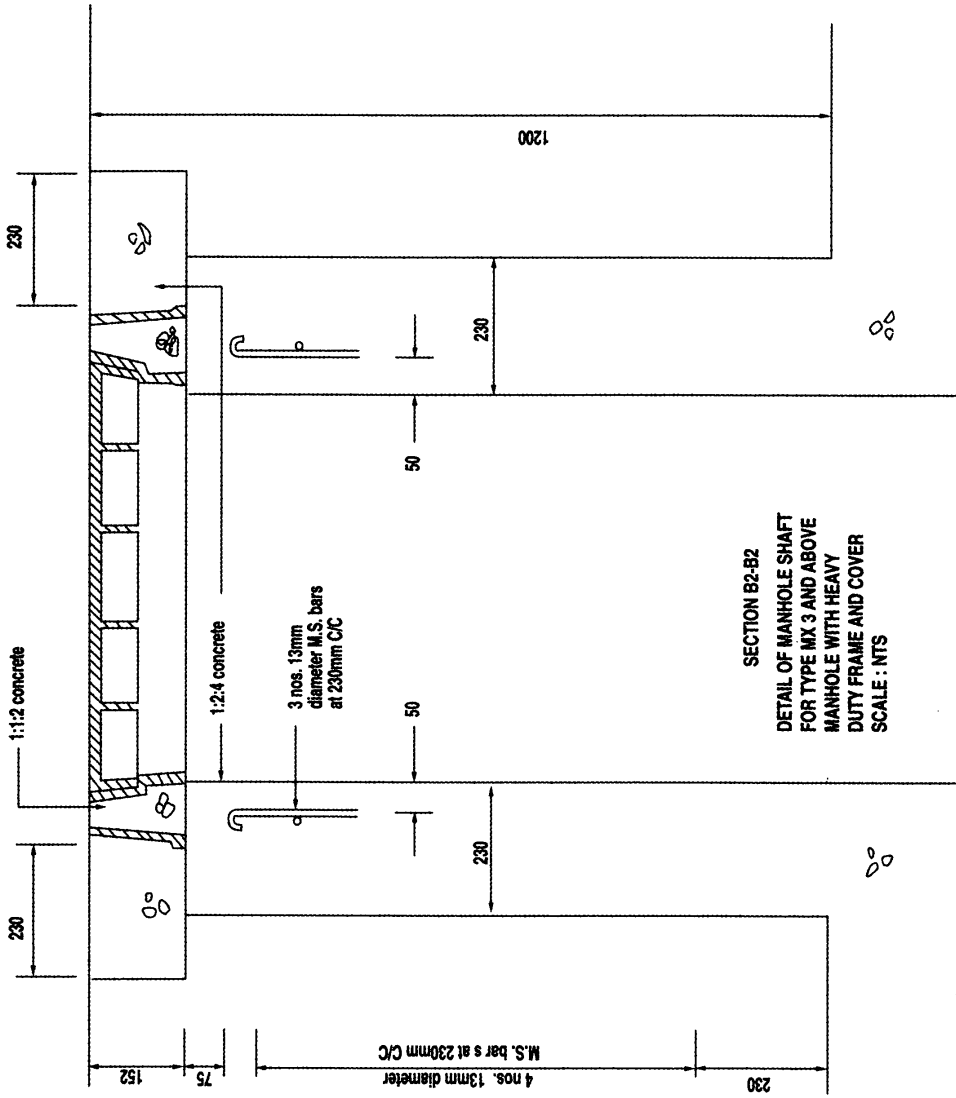 230
1:1:2 concrete
230
1200
152
75
1:2:4 concrete
3 nos. 13mm
diameter M.S. bars
at 230mm C/C
230
50
50
230
4 nos. 13mm diameter
M.S. bar s at 230mm C/C
230
SECTION B2-B2
DETAIL OF MANHOLE SHAFT
FOR TYPE MX 3 AND ABOVE
MANHOLE WITH HEAVY
DUTY FRAME AND COVER
SCALE : NTS